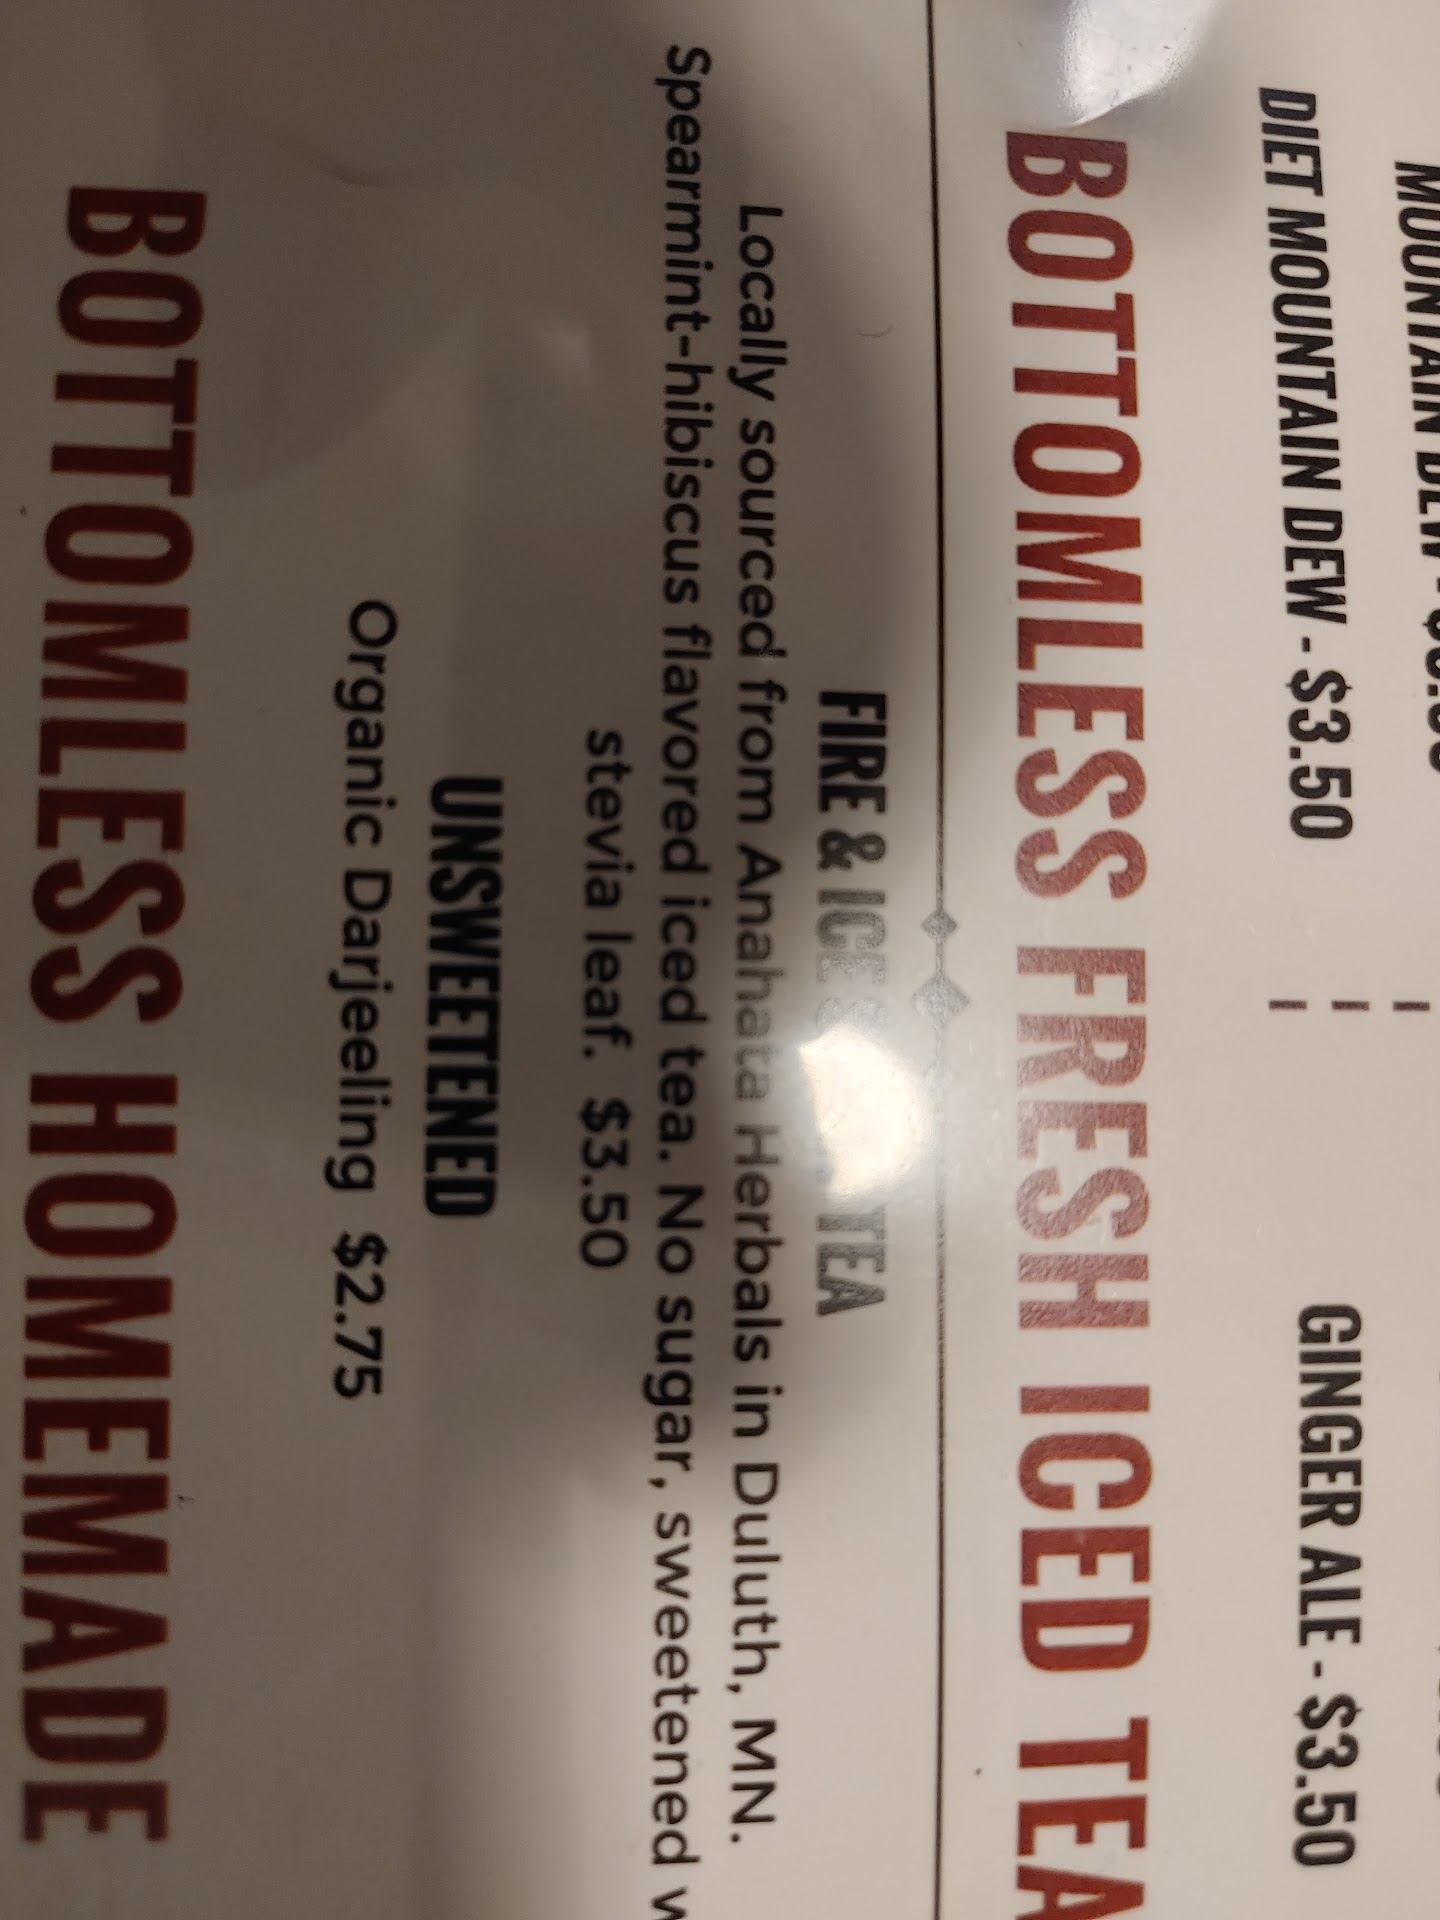 MOUNTAIN DEW -
DIET MOUNTAIN DEW - $3.50
GINGER ALE - $3.50
BOTTOMLESS FRESH ICED TEA
FIRE & ICE TEA
Locally sourced from Anahata Herbals in Duluth, MN.
Spearmint-hibiscus flavored iced tea. No sugar, sweetened
stevia leaf. $3.50
UNSWEETENED
Organic Darjeeling $2.75
BOTTOMLESS HOMEMADE